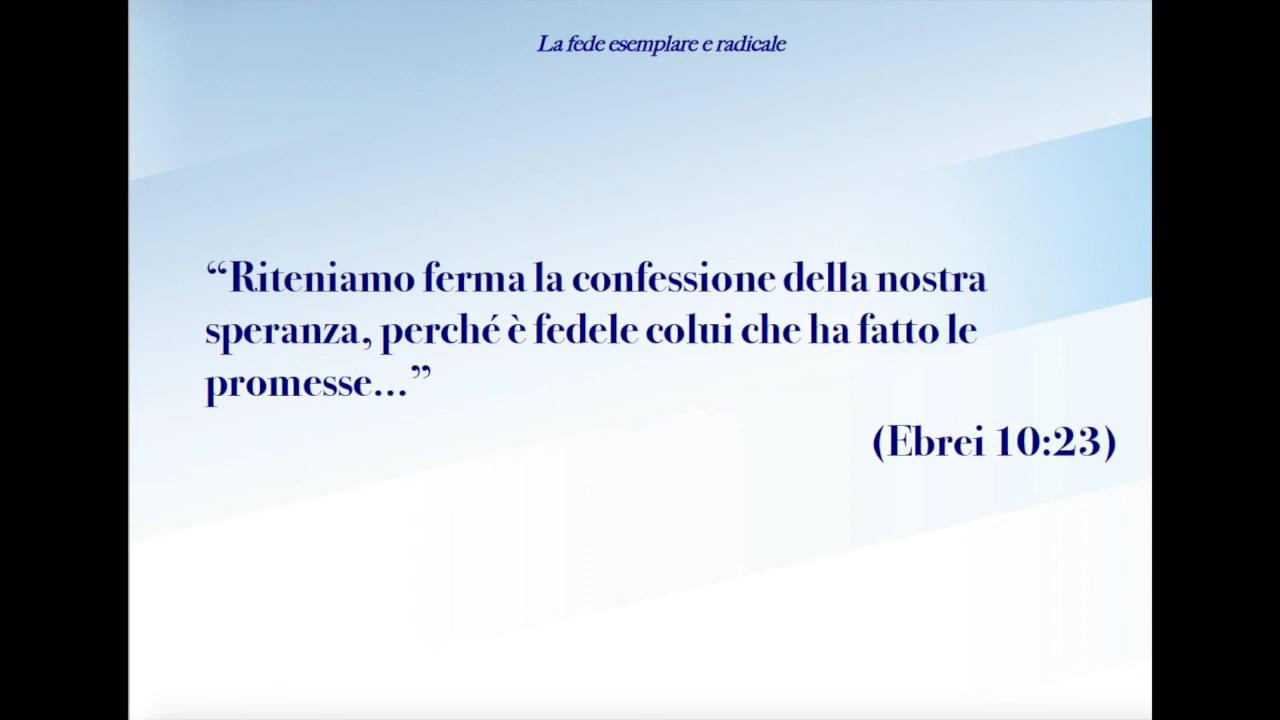 La fede esemplare e radicale
“Riteniamo ferma la confessione della nostra
speranza, perché è fedele colui che ha fatto le
promesse...”
(Ebrei 10:23)